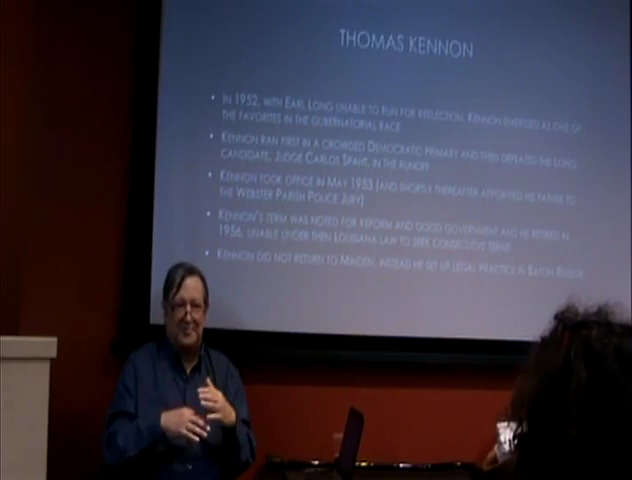 THOMAS KENNON
• IN 1952, WITH EARL LONG UNABLE TO RUN FOR REELECTION, KENNON EMERGED AS ONE OF
THE FAVORITES IN THE GUBERNATORIAL RACE
• KENNON RAN FIRST IN A CROWDED DEMOCRATIC PRIMARY AND THEN DEFEATED THE LONG
CANDIDATE, JUDGE CARLOS SPAHT, IN THE RUNOFF
• KENNON TOOK OFFICE IN MAY 1953 (AND SHORTLY THEREAFTER APPOINTED HIS FATHER TO
THE WEBSTER PARISH POLICE JURY)
• KENNON'S TERM WAS NOTED FOR REFORM AND GOOD GOVERNMENT AND HE RETIRED IN
1956, UNABLE UNDER THEN LOUISIANA LAW TO SEEK CONSECUTIVE TERMS
• KENNON DID NOT RETURN TO MINDEN, INSTEAD HE SET UP LEGAL PRACTICE IN BATON ROUGE